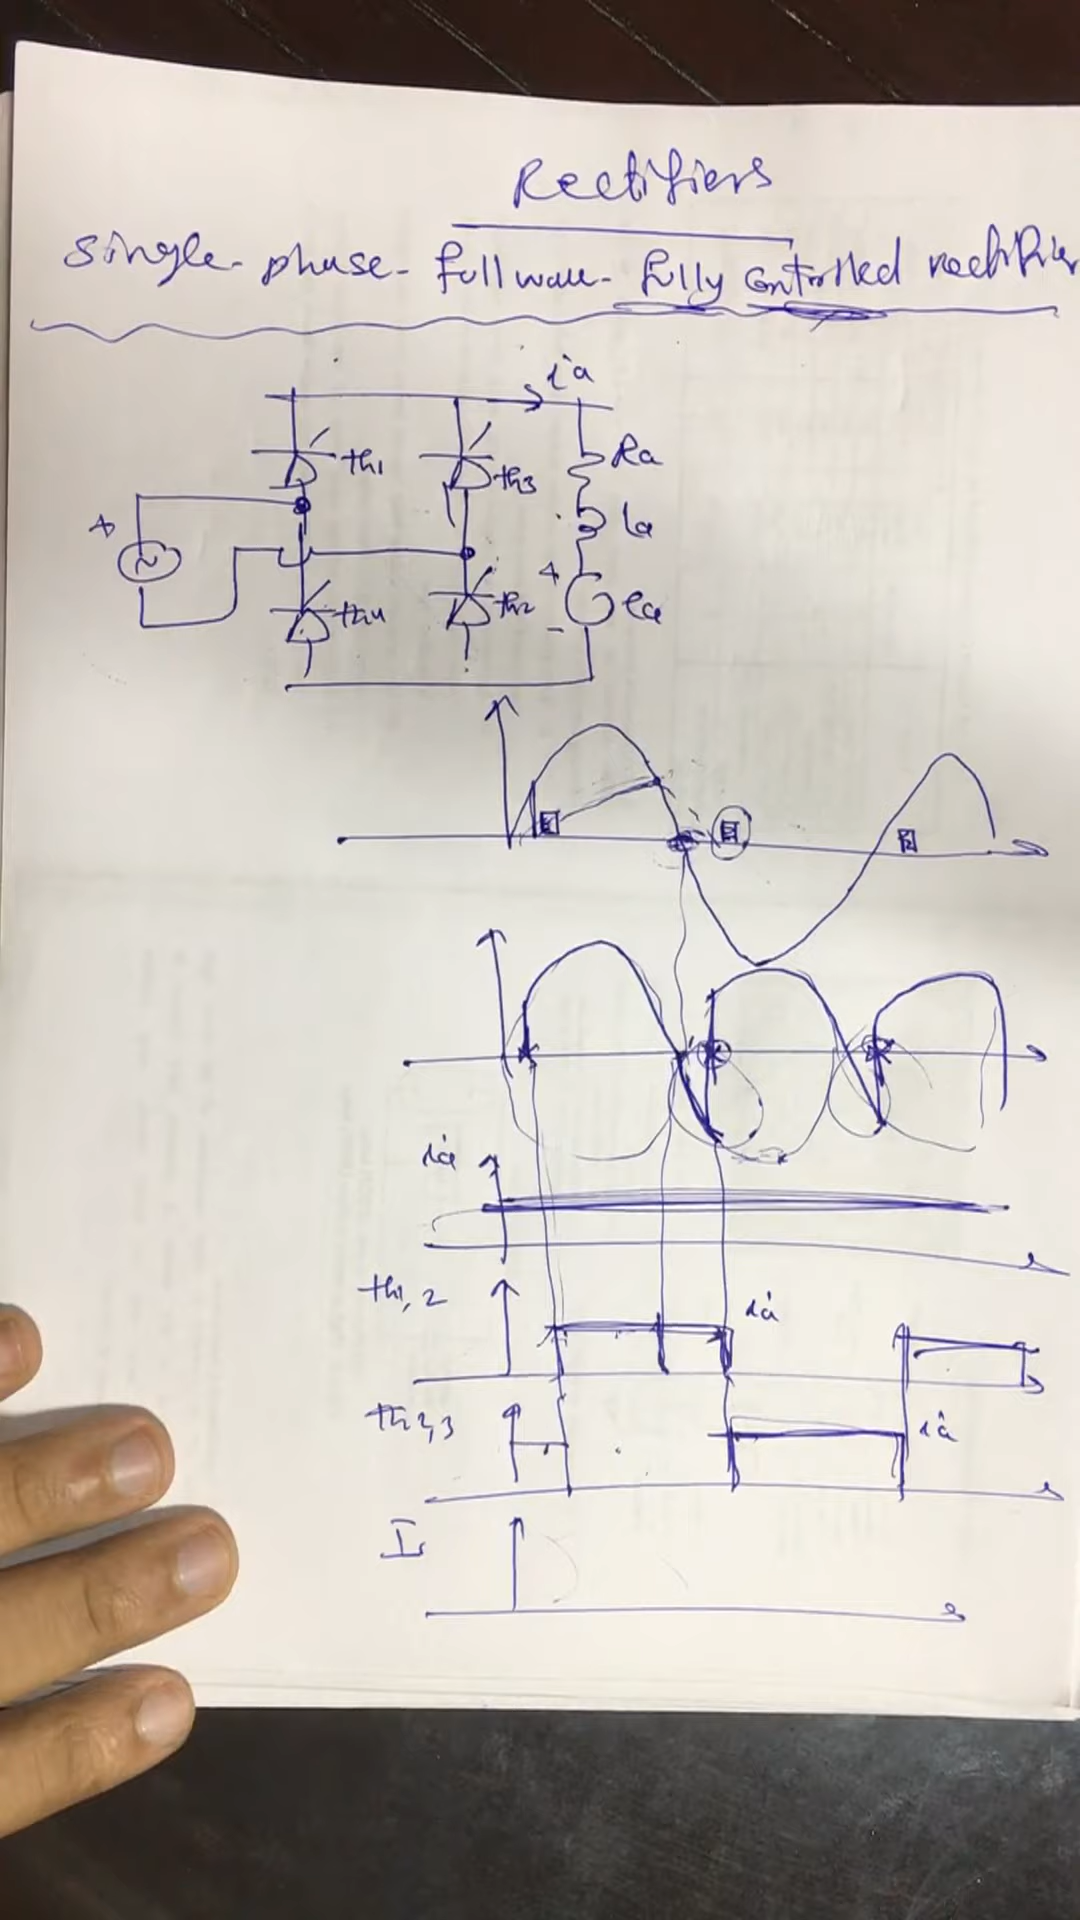 Rectifiers
single-phase-fullwave-fully controlled rectifier
ia
th1
th3
Ra
La
+
+
th4
th2
ea
-
ia
th1,2
ia
th4,3
ia
I